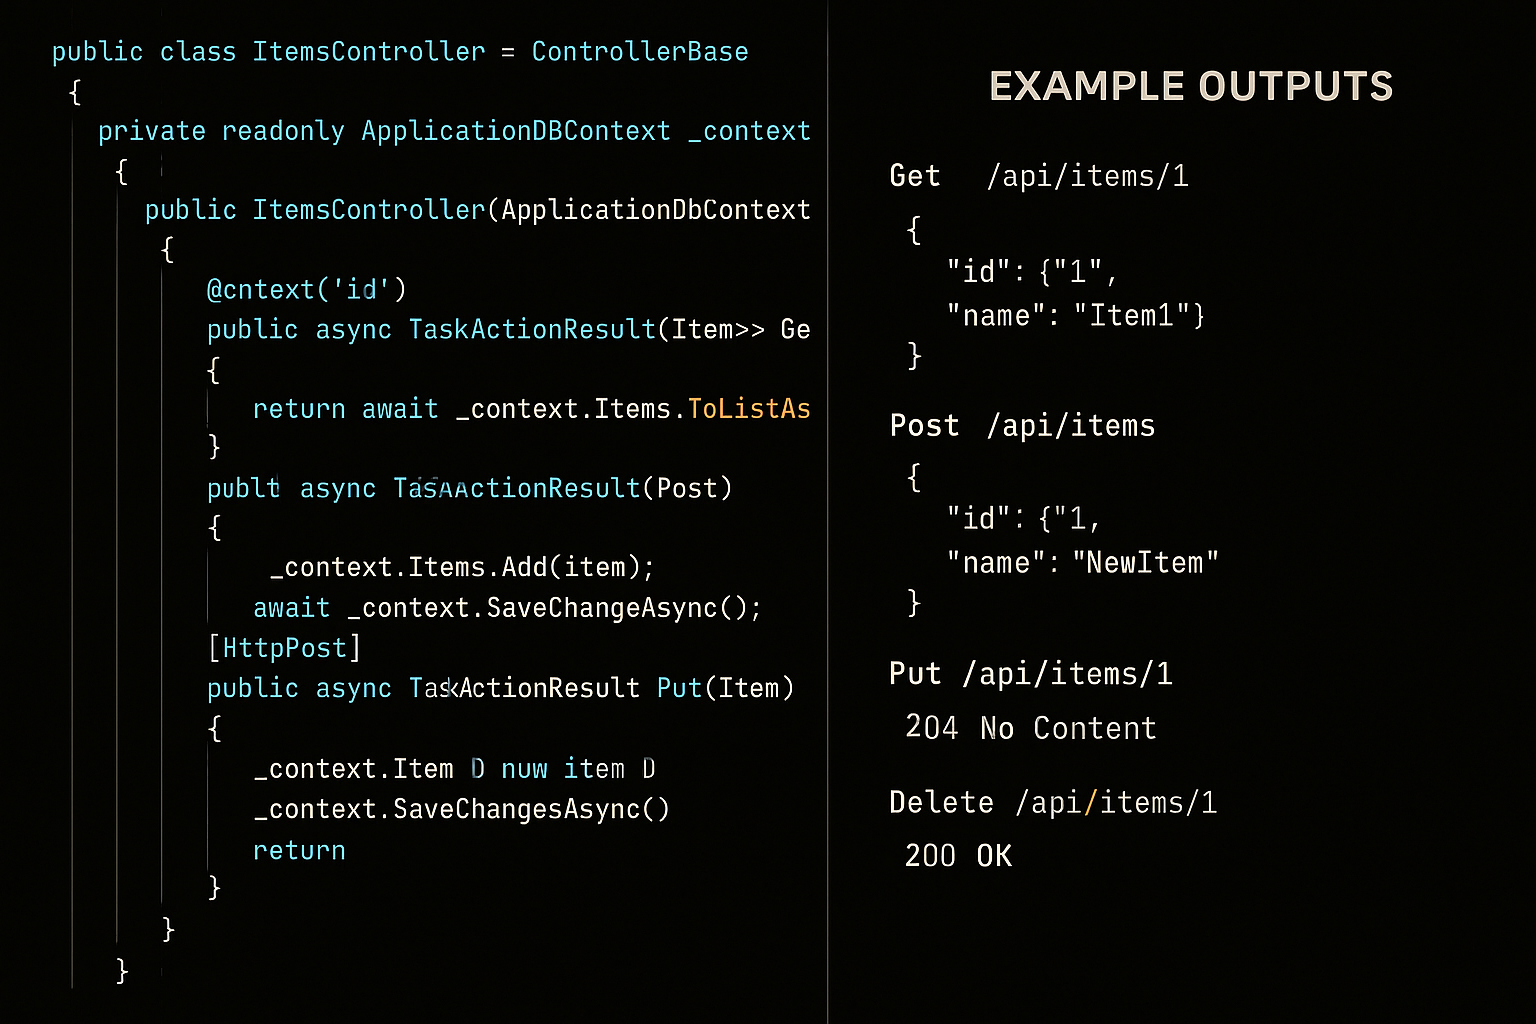 public class ItemsController = ControllerBase
{
private readonly ApplicationDBContext _context
{
public ItemsController(ApplicationDbContext
{
@cntext('id')
public async TaskActionResult(Item>> Ge
{
return await _context.Items.ToListAs
}
async
(Post)
{
_context.Items.Add(item);
await _context.SaveChangeAsync();
[HttpPost]
public async TaskActionResult Put(Item)
{
_context.Item D nuw item D
_context.SaveChangesAsync()
return
}
}
}
EXAMPLE OUTPUTS
Get /api/items/1
{
"id": {"1",
"name": "Item1"}
}
Post /api/items
{
"id": {"1,
"name": "NewItem"
}
Put /api/items/1
204 No Content
Delete /api/items/1
200 OK